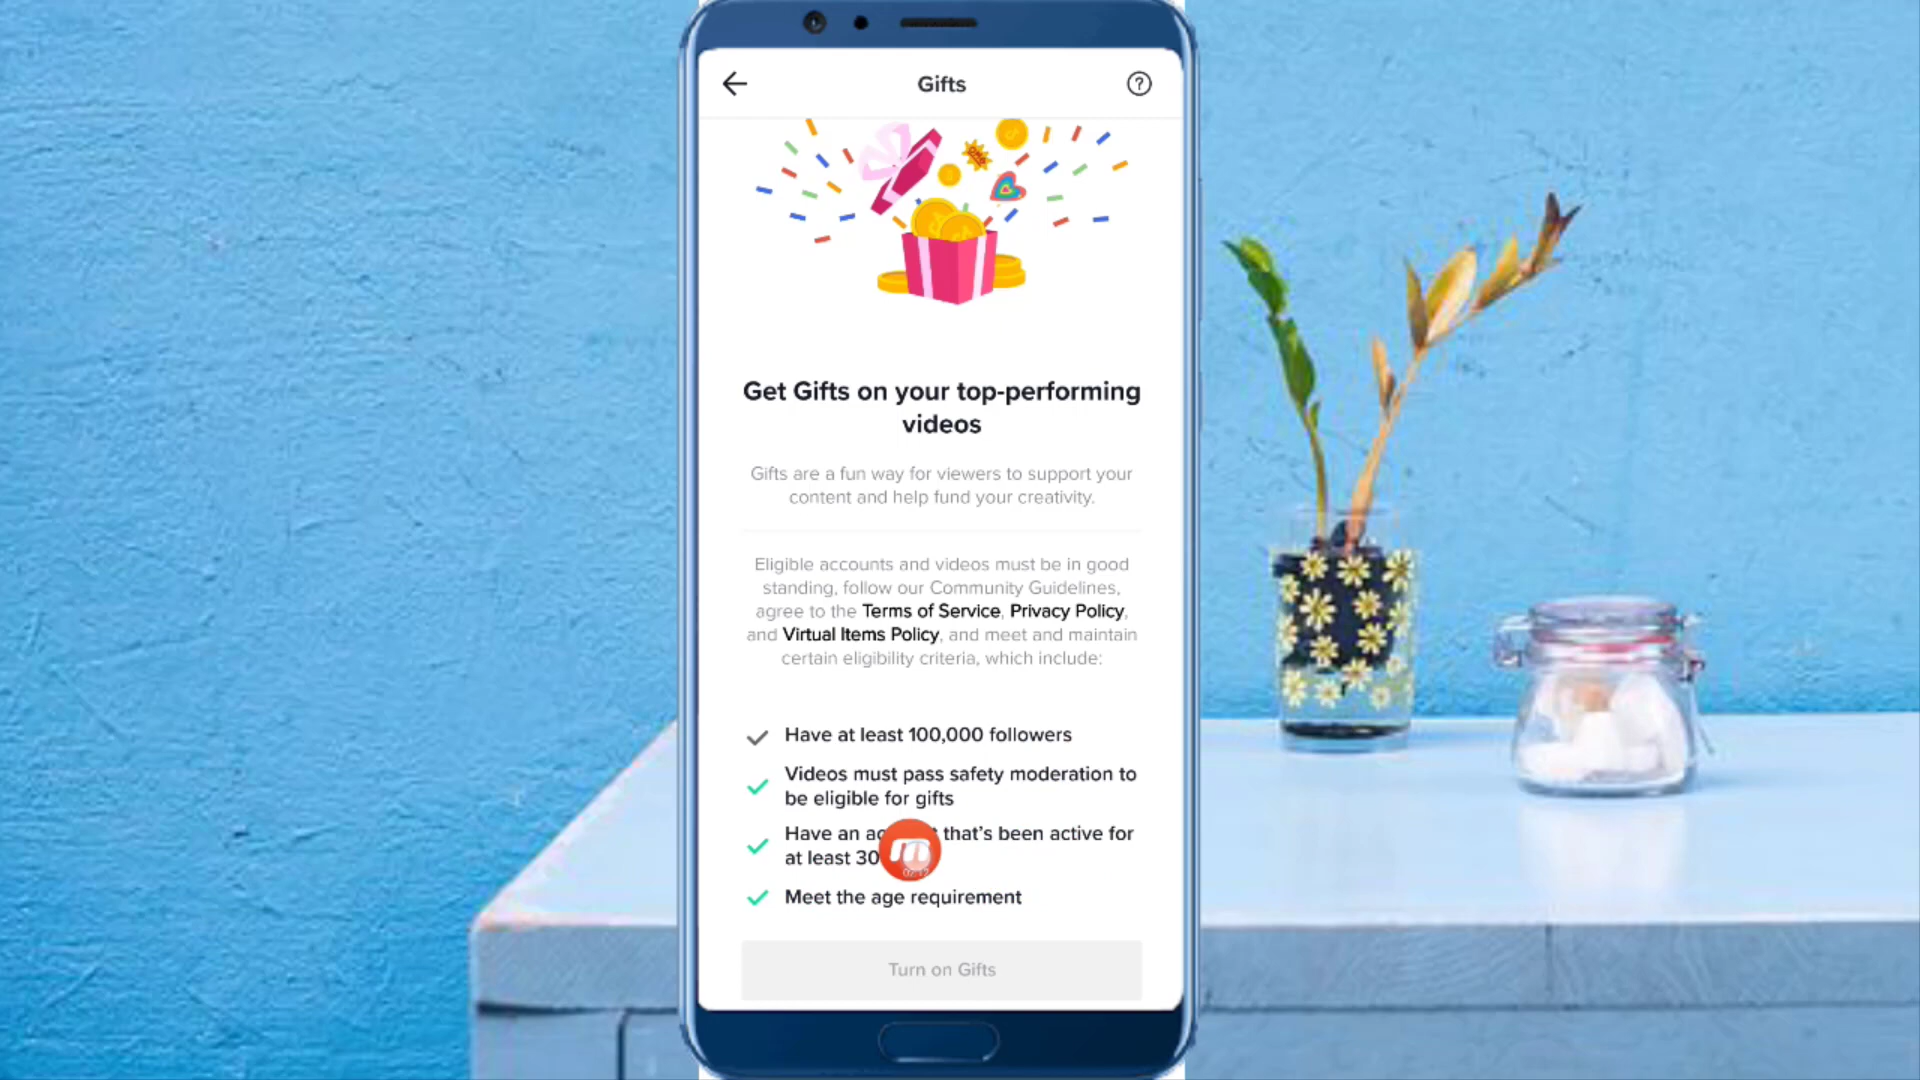 Gifts
Get Gifts on your top-performing
videos
Gifts are a fun way for viewers to support your
content and help fund your creativity.
Eligible accounts and videos must be in good
standing, follow our Community Guidelines,
agree to the Terms of Service, Privacy Policy,
and Virtual Items Policy, and meet and maintain
certain eligibility criteria, which include:
Have at least 100,000 followers
Videos must pass safety moderation to
be eligible for gifts
Have an that's been active for
at least 30
Meet the age requirement
Turn on Gifts